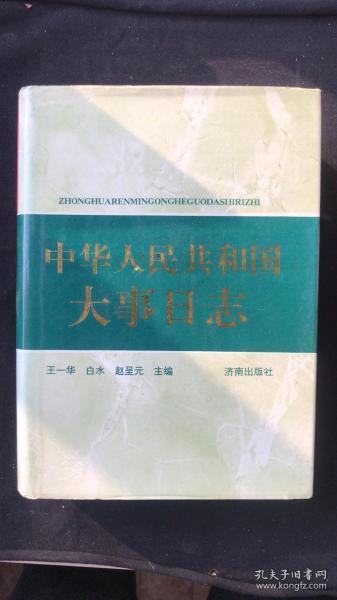 ZHONGHUARENMINGONGHEGUODASHIRIZHI
中华人民共和国
大事日志
王一华 白水 赵呈元 主编 济南出版社
孔夫子旧书网
www.kongfz.com